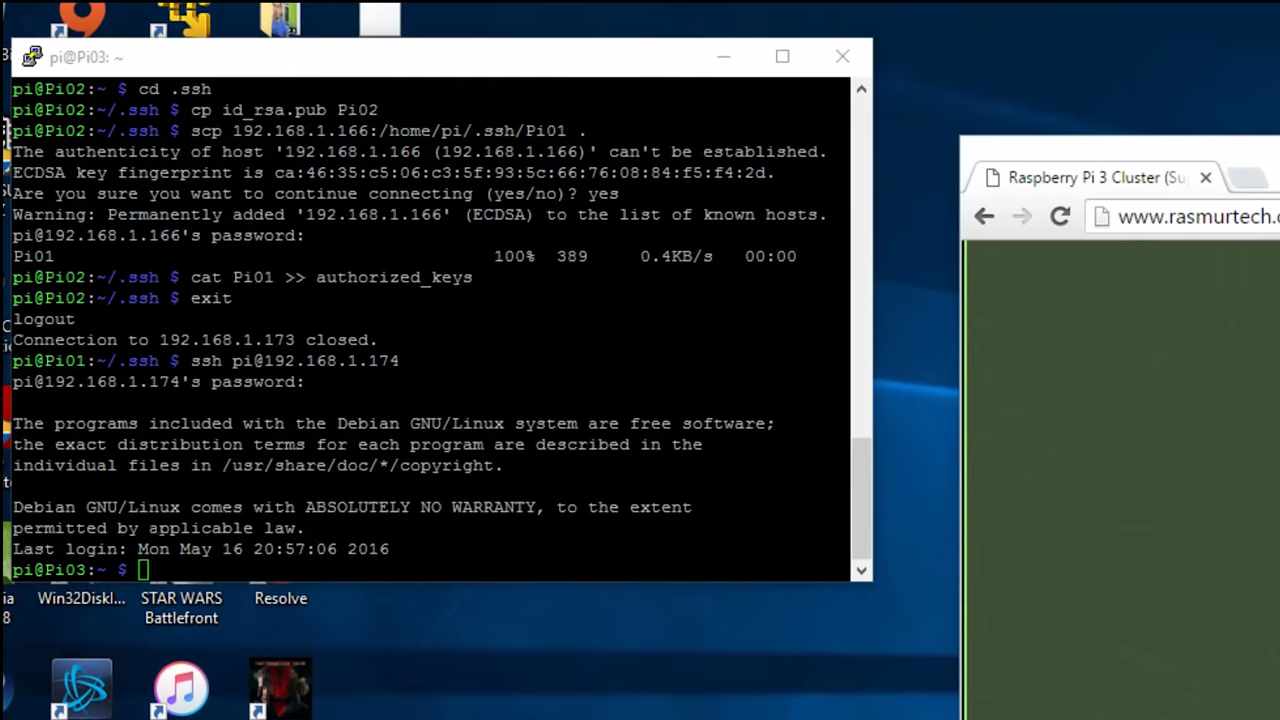 pi@Pi03: ~
pi@Pi02:~ $ cd .ssh
pi@Pi02:~/.ssh $ cp id_rsa.pub Pi02
pi@Pi02:~/.ssh $ scp 192.168.1.166:/home/pi/.ssh/Pi01 .
The authenticity of host '192.168.1.166 (192.168.1.166)' can't be established.
ECDSA key fingerprint is ca:46:35:c5:06:c3:5f:93:5c:66:76:08:84:f5:f4:2d.
Are you sure you want to continue connecting (yes/no)? yes
Warning: Permanently added '192.168.1.166' (ECDSA) to the list of known hosts.
pi@192.168.1.166's password:
Pi01 100% 389 0.4KB/s 00:00
pi@Pi02:~/.ssh $ cat Pi01 >> authorized_keys
pi@Pi02:~/.ssh $ exit
logout
Connection to 192.168.1.173 closed.
pi@Pi01:~/.ssh $ ssh pi@192.168.1.174
pi@192.168.1.174's password:
The programs included with the Debian GNU/Linux system are free software;
the exact distribution terms for each program are described in the
individual files in /usr/share/doc/*/copyright.
Debian GNU/Linux comes with ABSOLUTELY NO WARRANTY, to the extent
permitted by applicable law.
Last login: Mon May 16 20:57:06 2016
pi@Pi03:~ $
Raspberry Pi 3 Cluster (Su
www.rasmurtech.c
Win32Diskl...
STAR WARS
Battlefront
Resolve